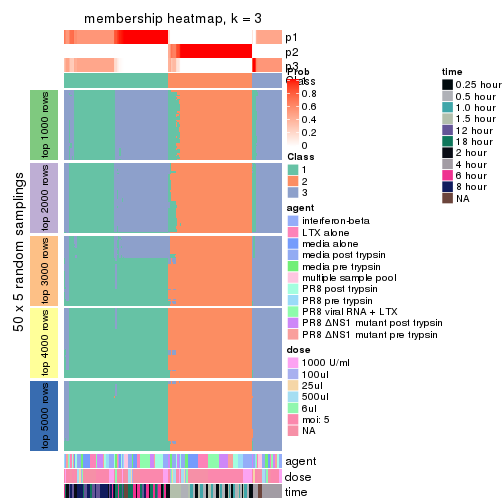 membership heatmap, k = 3
p1
p2
p3
Class
Prob
0.8
0.6
0.4
0.2
0
Class
1
2
3
agent
interferon-beta
LTX alone
media alone
media post trypsin
media pre trypsin
multiple sample pool
PR8 post trypsin
PR8 pre trypsin
PR8 viral RNA + LTX
PR8 ΔNS1 mutant post trypsin
PR8 ΔNS1 mutant pre trypsin
dose
1000 U/ml
100ul
25ul
500ul
6ul
moi: 5
NA
time
0.25 hour
0.5 hour
1.0 hour
1.5 hour
12 hour
18 hour
2 hour
4 hour
6 hour
8 hour
NA
50 x 5 random samplings
top 1000 rows
top 2000 rows
top 3000 rows
top 4000 rows
top 5000 rows
agent
dose
time